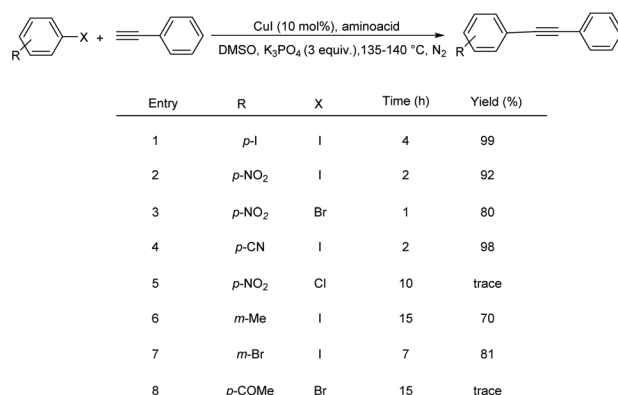 R
X
+
CuI (10 mol%), aminoacid
DMSO, K₃PO₄ (3 equiv.),135-140 °C, N₂
R
Entry R X Time (h) Yield (%)
1 p-I I 4 99
2 p-NO₂ I 2 92
3 p-NO₂ Br 1 80
4 p-CN I 2 98
5 p-NO₂ Cl 10 trace
6 m-Me I 15 70
7 m-Br I 7 81
8 p-COMe Br 15 trace